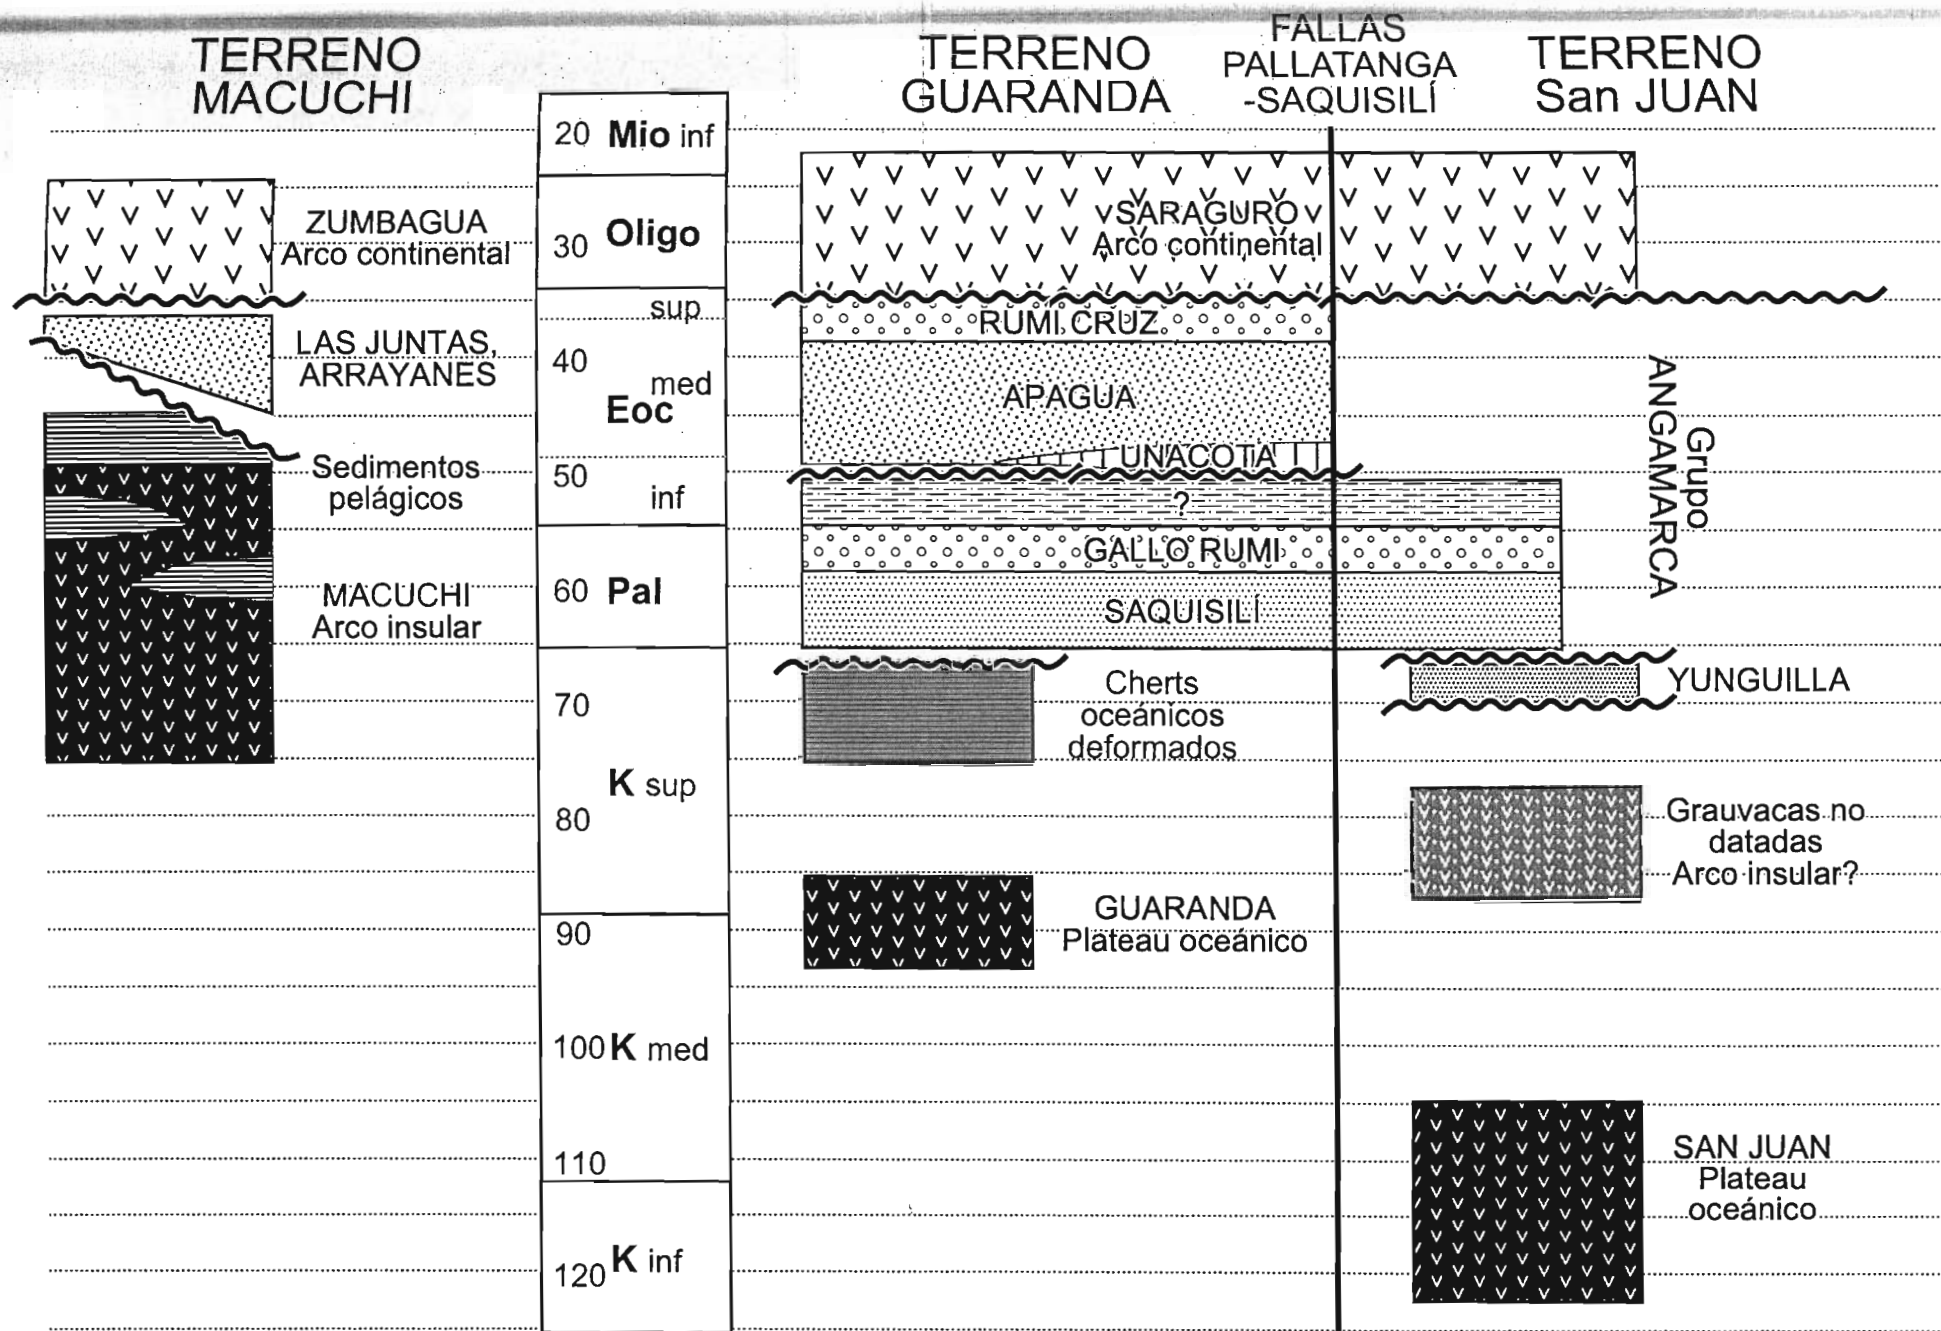 TERRENO
MACUCHI
TERRENO
GUARANDA
FALLAS
PALLATANGA
-SAQUISILÍ
TERRENO
San JUAN
ZUMBAGUA
Arco continental
LAS JUNTAS,
ARRAYANES
Sedimentos
pelágicos
MACUCHI
Arco insular
20 Mio inf
Oligo
30
sup
40
med
Eoc
50
inf
60 Pal
70
K sup
80
90
100 K med
110
K inf
120
SARAGURO
Arco continental
RUMI CRUZ
APAGUA
UNACOTA
?
GALLO RUMI
SAQUISILÍ
Cherts
oceánicos
deformados
GUARANDA
Plateau oceánico
Grupo
ANGAMARCA
YUNGUILLA
Grauvacas no
datadas
Arco insular?
SAN JUAN
Plateau
oceánico